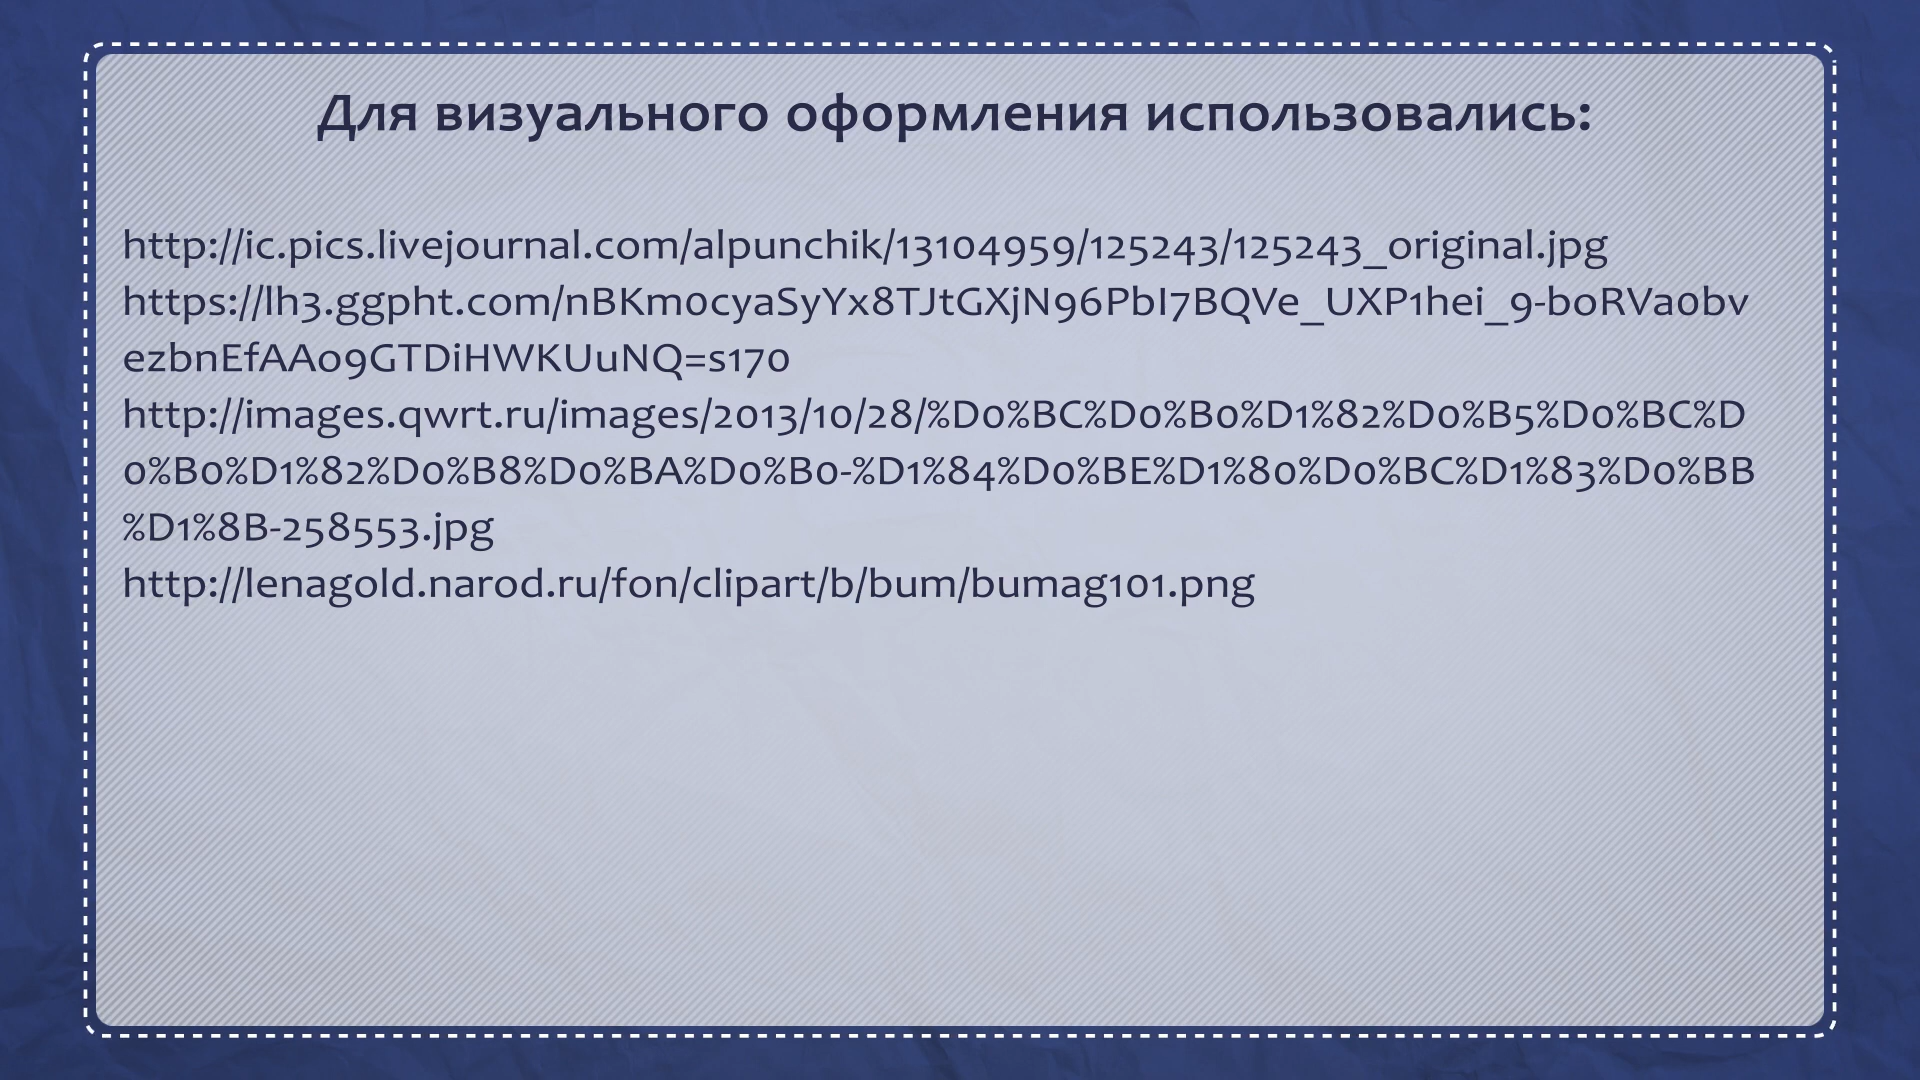 Для визуального оформления использовались:
http://ic.pics.livejournal.com/alpunchik/13104959/125243/125243_original.jpg
https://lh3.ggpht.com/nBKm0cyaSyYx8TJtGXjN96PbI7BQVe_UXP1hei_9-boRVa0bv
ezbnEfAAo9GTDiHWKUuNQ=s170
http://images.qwrt.ru/images/2013/10/28/%D0%BC%D0%B0%D1%82%D0%B5%D0%BC%D
0%B0%D1%82%D0%B8%D0%BA%D0%B0-%D1%84%D0%BE%D1%80%D0%BC%D1%83%D0%BB
%D1%8B-258553.jpg
http://lenagold.narod.ru/fon/clipart/b/bum/bumag101.png